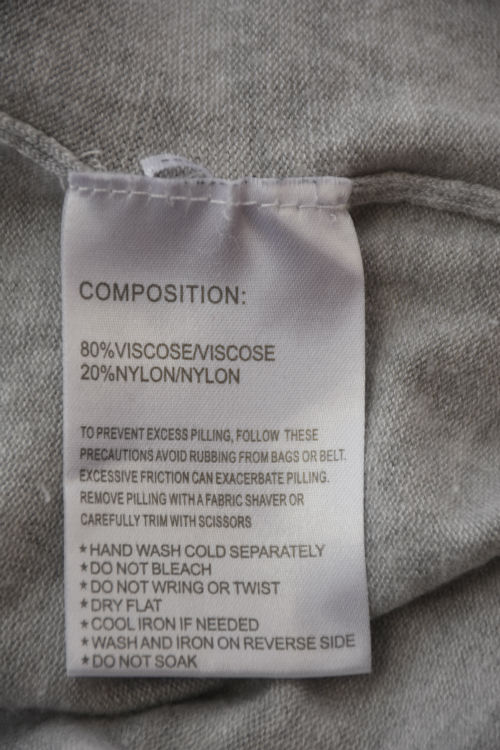 COMPOSITION:
80%VISCOSE/VISCOSE
20%NYLON/NYLON
TO PREVENT EXCESS PILLING, FOLLOW THESE
PRECAUTIONS AVOID RUBBING FROM BAGS OR BELT.
EXCESSIVE FRICTION CAN EXACERBATE PILLING.
REMOVE PILLING WITH A FABRIC SHAVER OR
CAREFULLY TRIM WITH SCISSORS
*HAND WASH COLD SEPARATELY
*DO NOT BLEACH
*DO NOT WRING OR TWIST
*DRY FLAT
*COOL IRON IF NEEDED
*WASH AND IRON ON REVERSE SIDE
*DO NOT SOAK